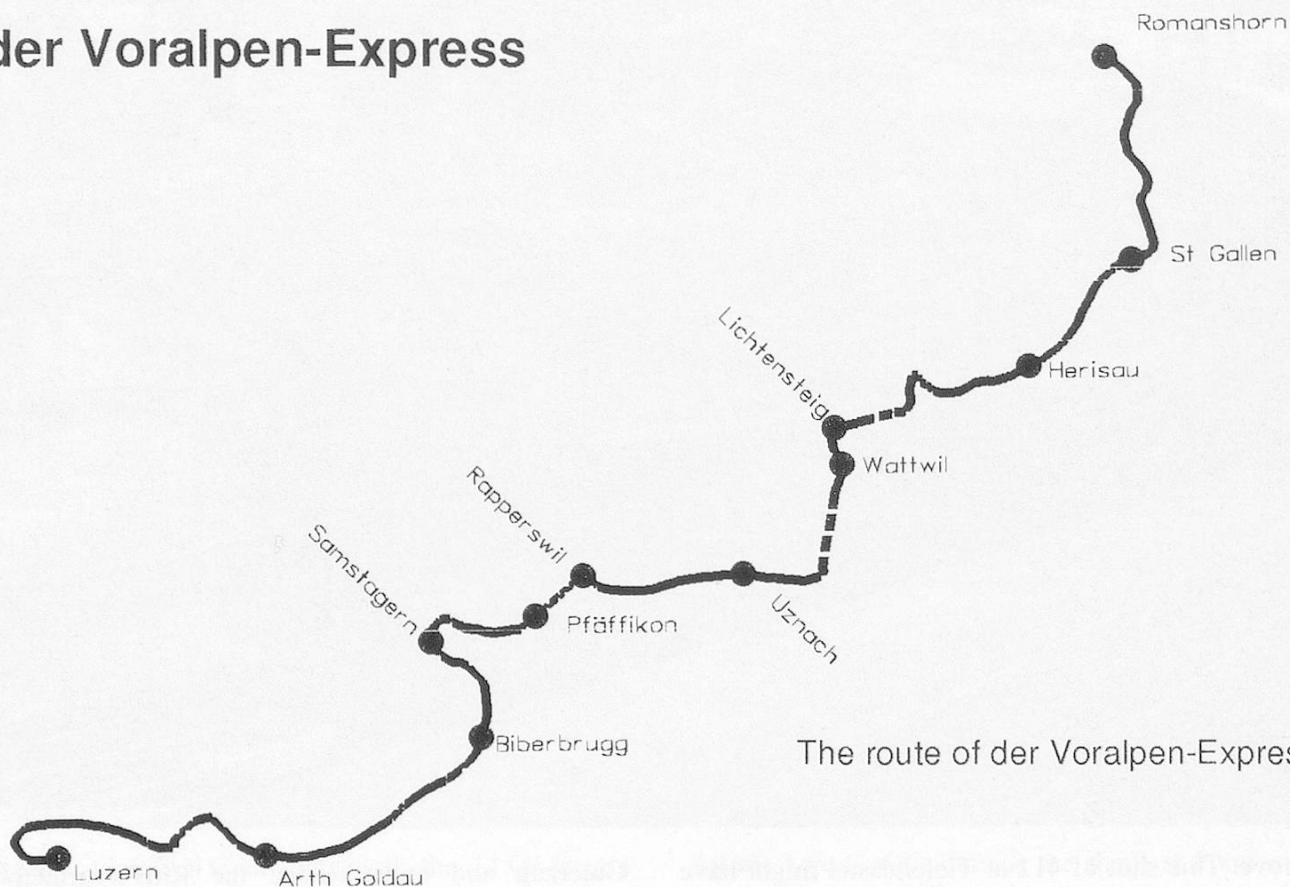 der Voralpen-Express
Romanshorn
St Gallen
Lichtensteig
Herisau
Wattwil
Rapperswil
Samstagern
Pfäffikon
Uznach
Biberbrugg
The route of der Voralpen-Expres
Luzern
Arth Goldau